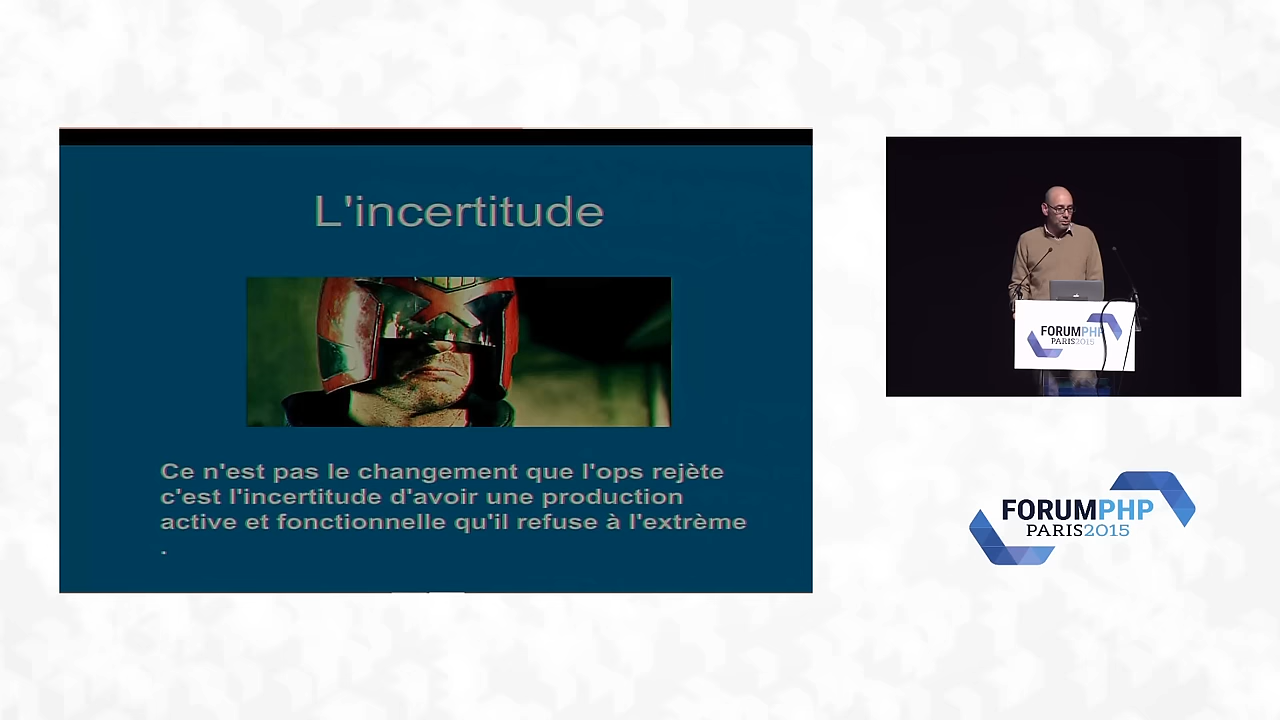 L'incertitude
Ce n'est pas le changement que l'ops rejète
c'est l'incertitude d'avoir une production
active et fonctionnelle qu'il refuse à l'extrème
.
FORUMPHP
PARIS2015
FORUMPHP
PARIS2015